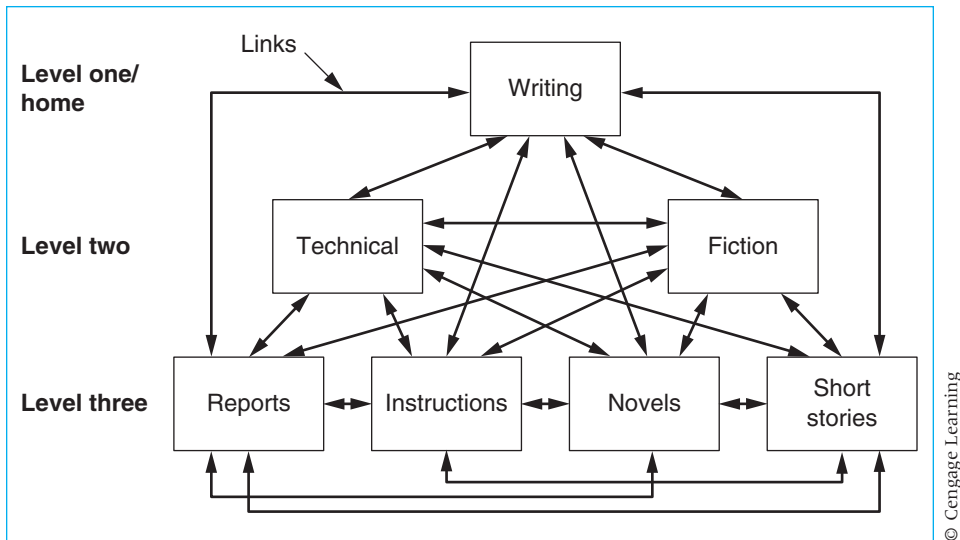 Links
Level one/
home
Writing
Level two
Technical
Fiction
Level three
Reports
Instructions
Novels
Short
stories
© Cengage Learning